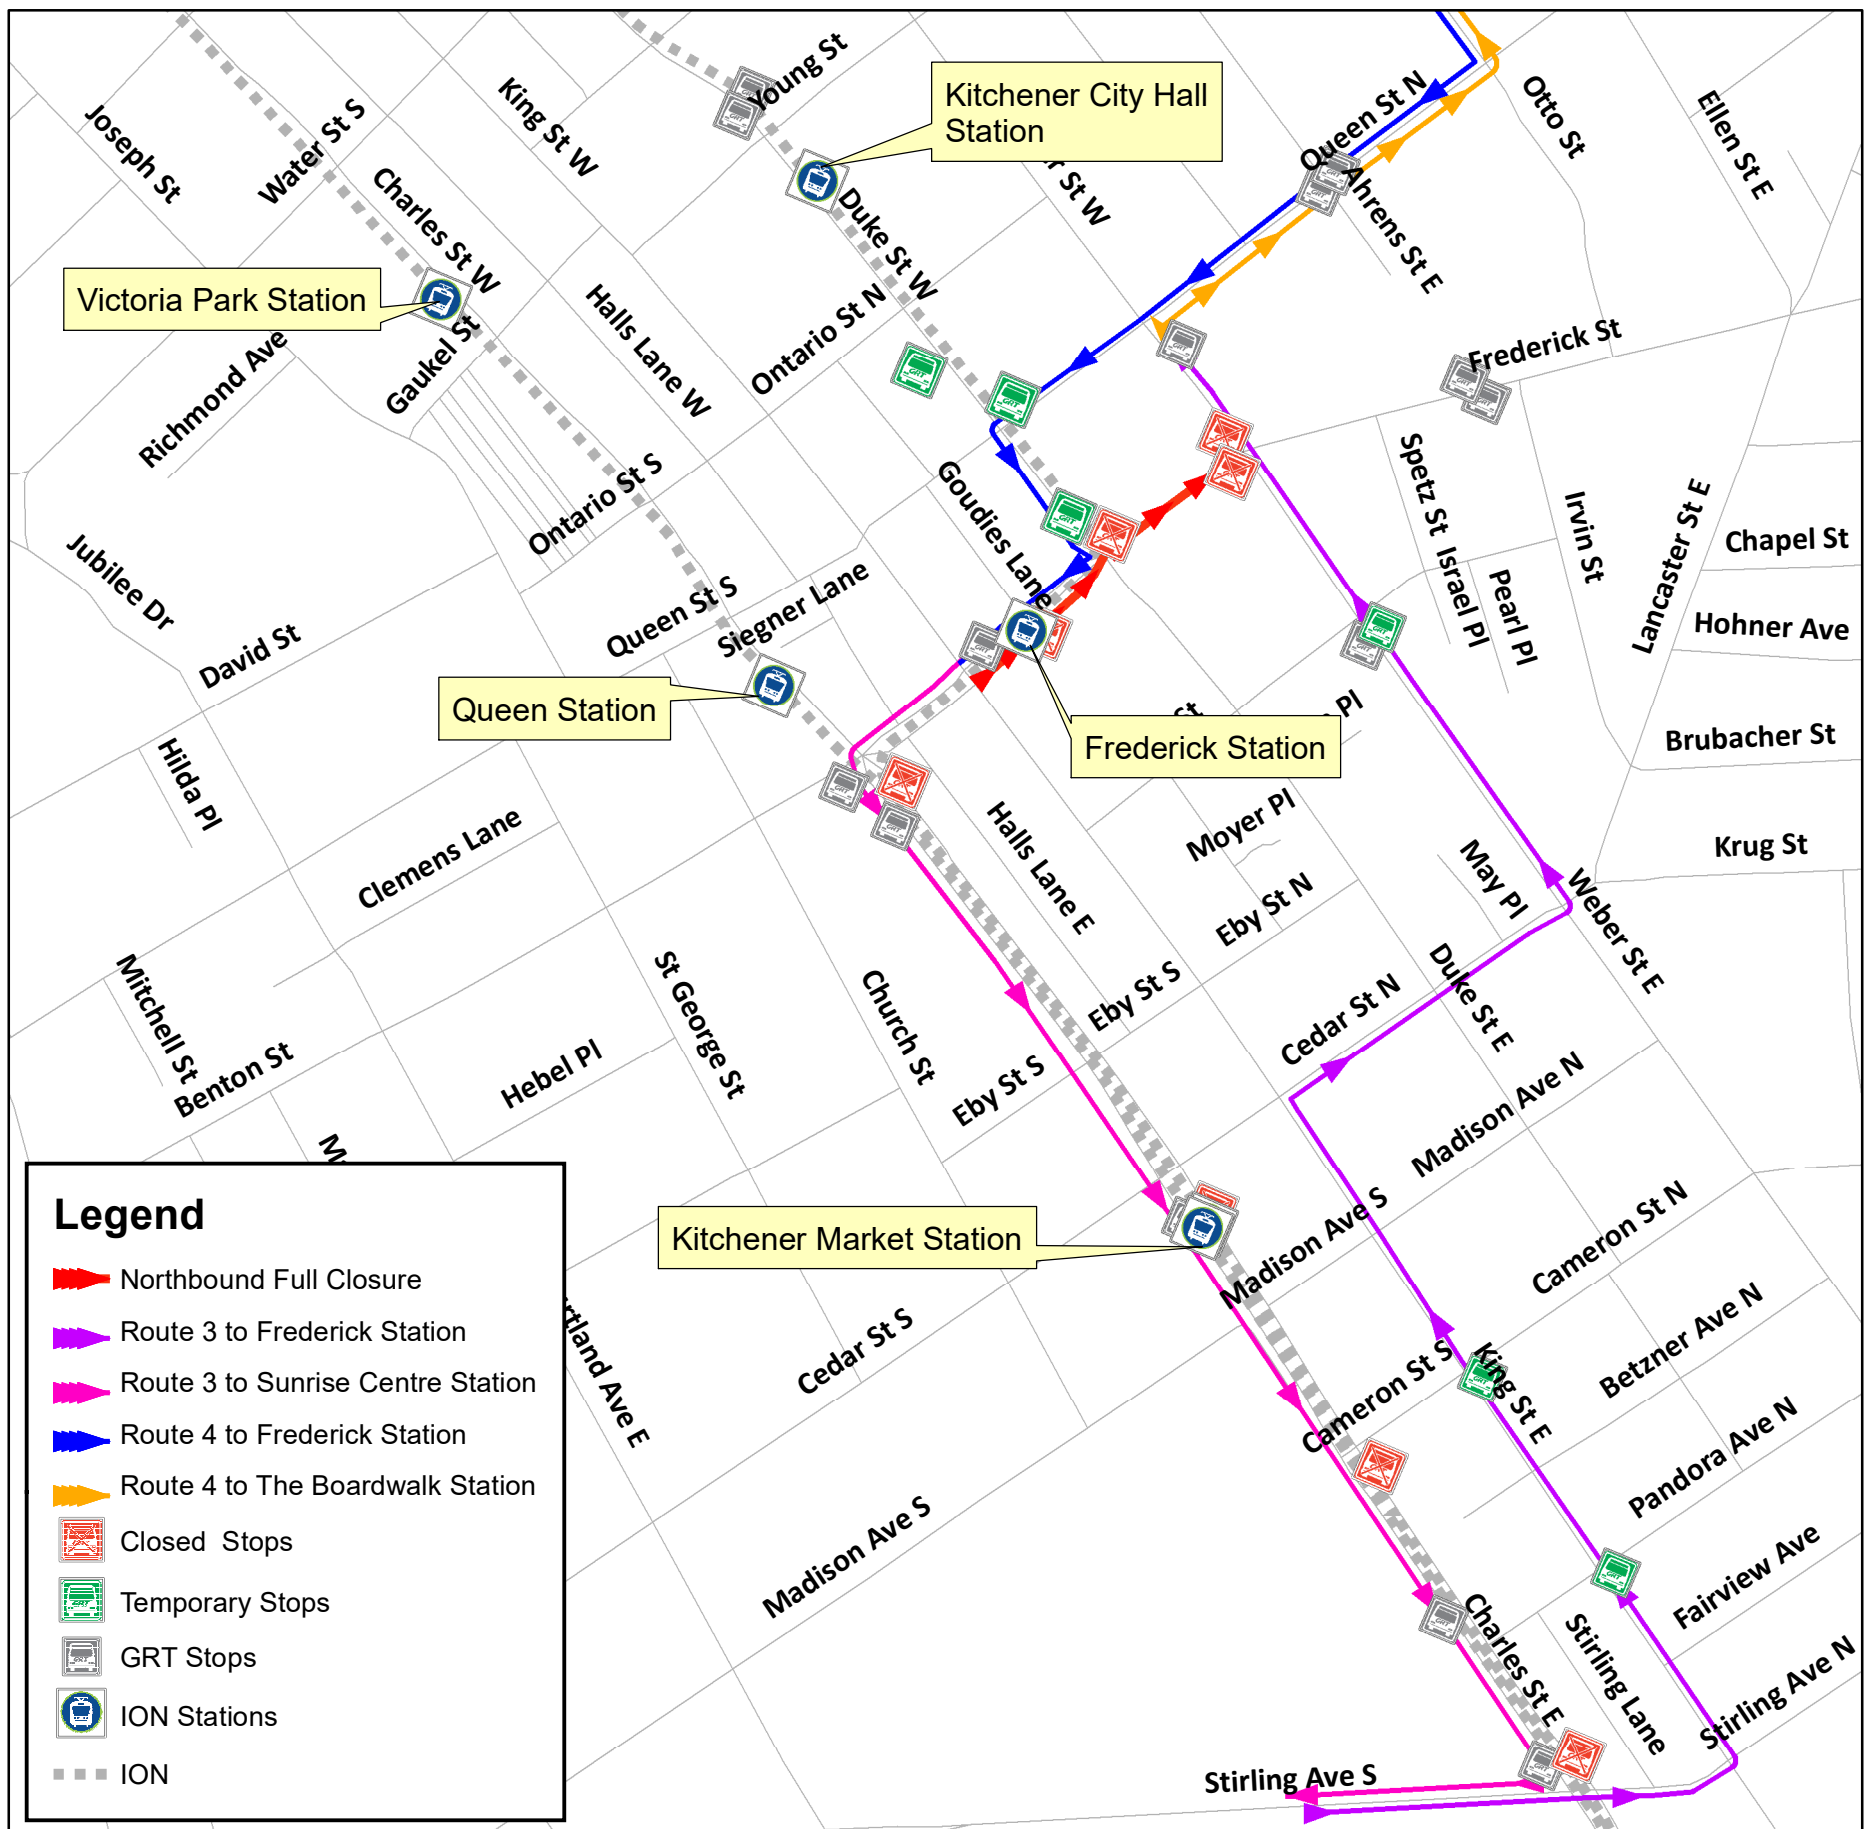 Young St
Kitchener City Hall
Station
Queen St N
Otto St
Ellen St E
King St W
Joseph St
Water St S
Charles St W
Duke St W
r St W
Ahrens St E
Victoria Park Station
Gaukel St
Richmond Ave
Halls Lane W
Ontario St N
Frederick St
Ontario St S
Goudies Lane
Spetz St
Israel Pl
Pearl Pl
Irvin St
Lancaster St E
Chapel St
Hohner Ave
Brubacher St
Krug St
Jubilee Dr
David St
Queen St S
Siegner Lane
Queen Station
Frederick Station
St
Pl
Hilda Pl
Clemens Lane
Halls Lane E
Moyer Pl
May Pl
Eby St N
Weber St E
Mitchell St
Benton St
Hebel Pl
St George St
Church St
Eby St S
Eby St S
Cedar St N
Duke St E
Madison Ave N
Madison Ave S
Cameron St N
Kitchener Market Station
Cedar St S
Cameron St S
King St E
Betzner Ave N
Pandora Ave N
Fairview Ave
Madison Ave S
rtland Ave E
Charles St E
Stirling Lane
Stirling Ave N
Stirling Ave S
Legend
Northbound Full Closure
Route 3 to Frederick Station
Route 3 to Sunrise Centre Station
Route 4 to Frederick Station
Route 4 to The Boardwalk Station
Closed Stops
Temporary Stops
GRT Stops
ION Stations
ION